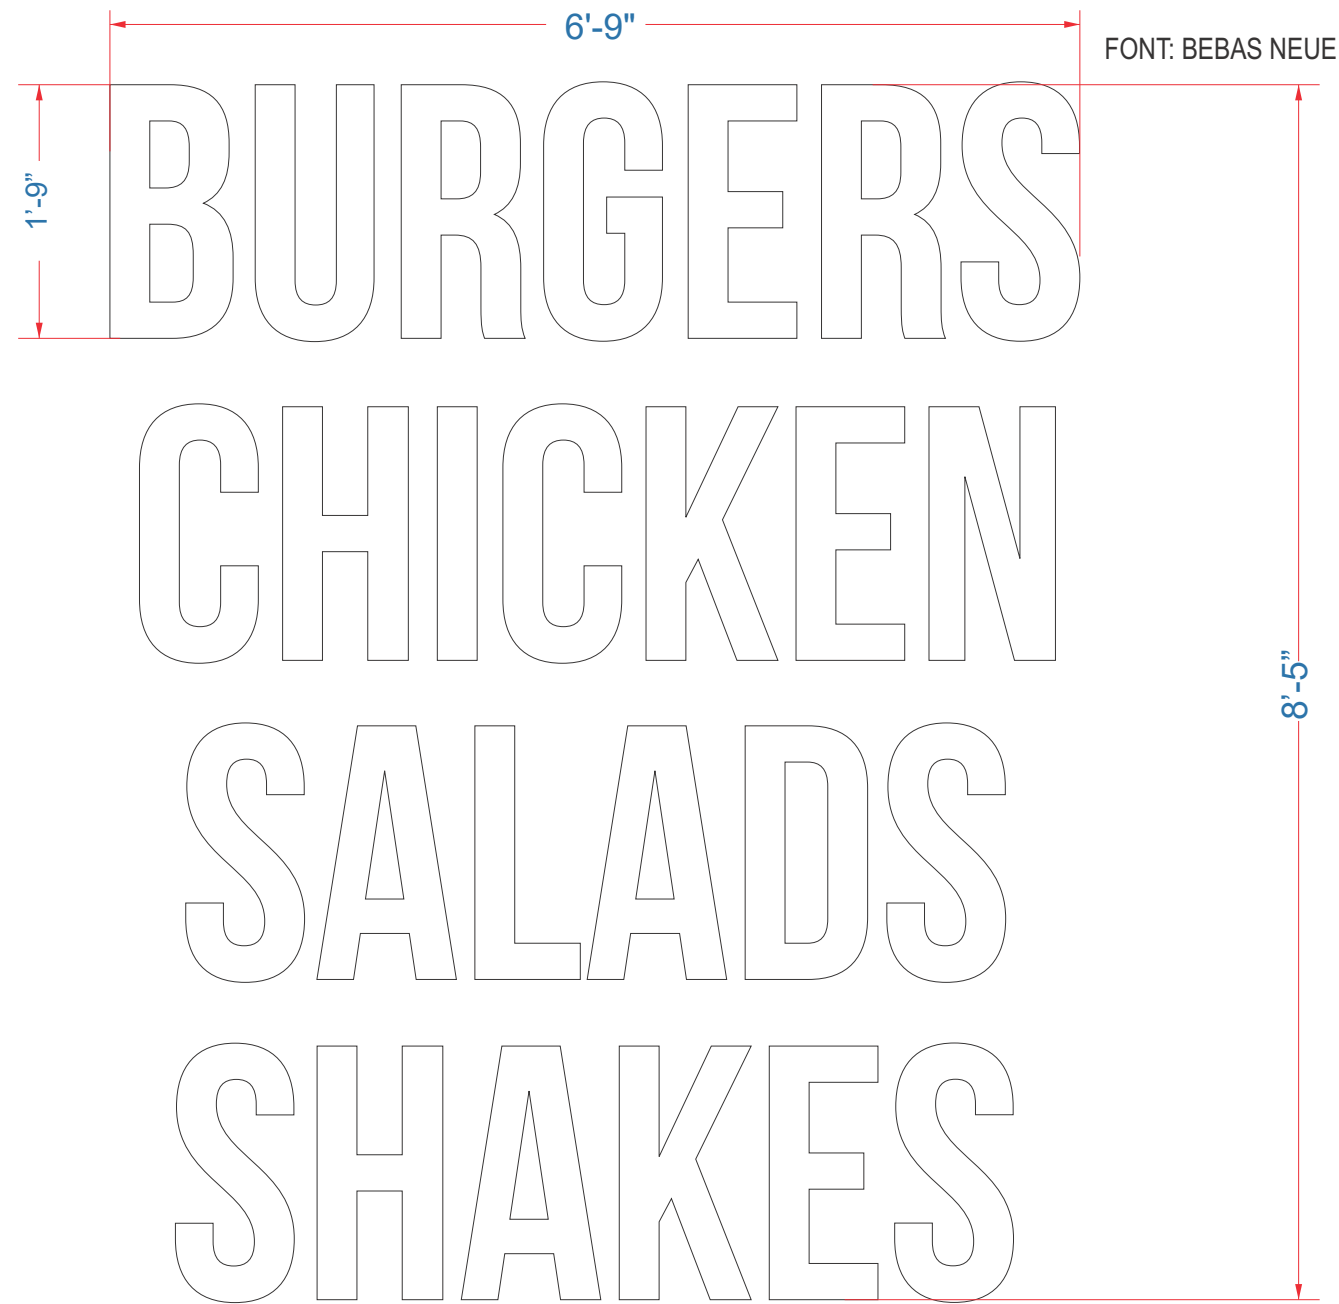 6'-9"
FONT: BEBAS NEUE
1'-9”
BURGERS
CHICKEN
8'-5”
SALADS
SHAKES